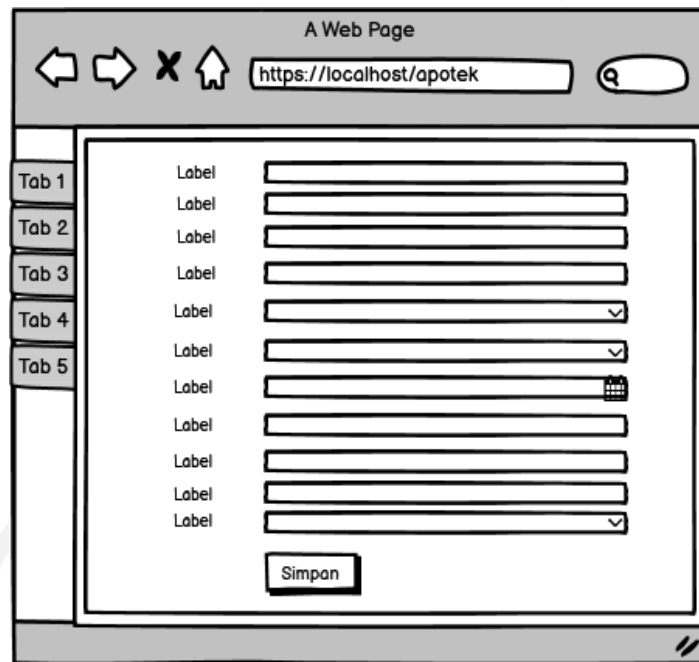 A Web Page
https://localhost/apotek
Tab 1
Tab 2
Tab 3
Tab 4
Tab 5
Label
Label
Label
Label
Label
Label
Label
Label
Label
Label
Label
Simpan